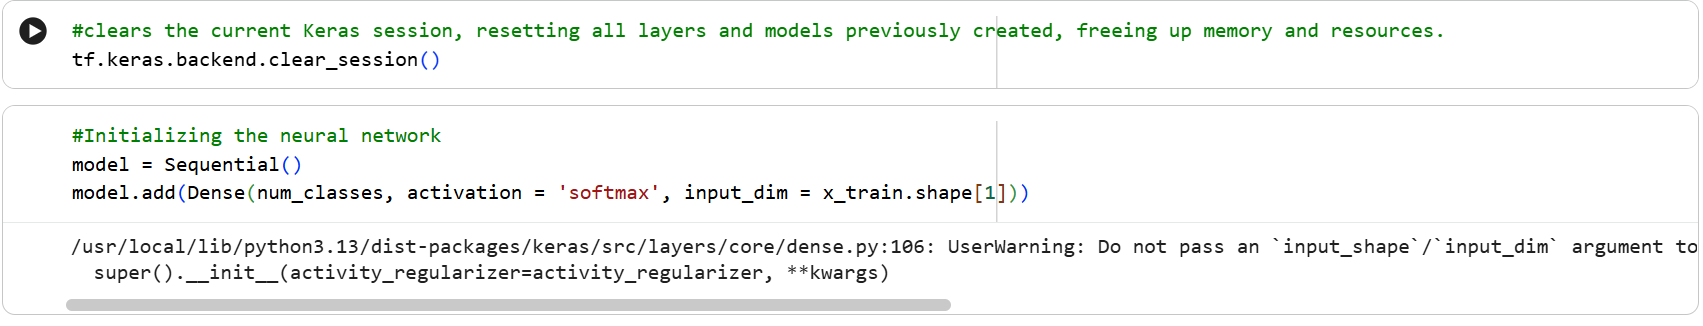 #clears the current Keras session, resetting all layers and models previously created, freeing up memory and resources.
tf.keras.backend.clear_session()
#Initializing the neural network
model = Sequential()
model.add(Dense(num_classes, activation = 'softmax', input_dim = x_train.shape[1]))
/usr/local/lib/python3.13/dist-packages/keras/src/layers/core/dense.py:106: UserWarning: Do not pass an `input_shape`/`input_dim` argument to
super().__init__(activity_regularizer=activity_regularizer, **kwargs)